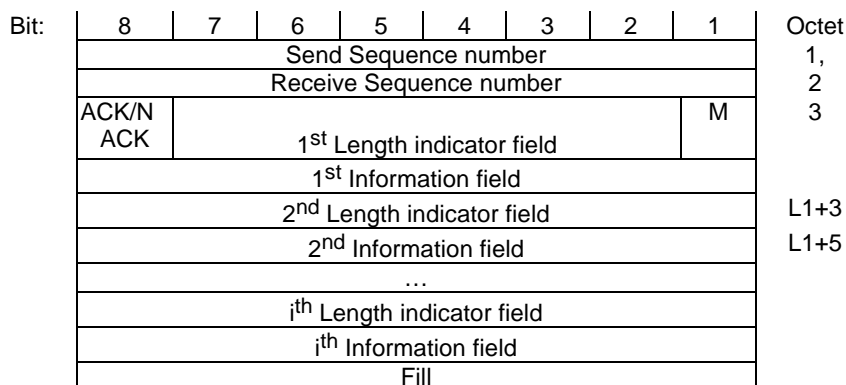 Bit: 8 7 6 5 4 3 2 1 Octet
Send Sequence number 1,
Receive Sequence number 2
ACK/N M 3
ACK 1st Length indicator field
1st Information field
2nd Length indicator field L1+3
2nd Information field L1+5
…
ith Length indicator field
ith Information field
Fill